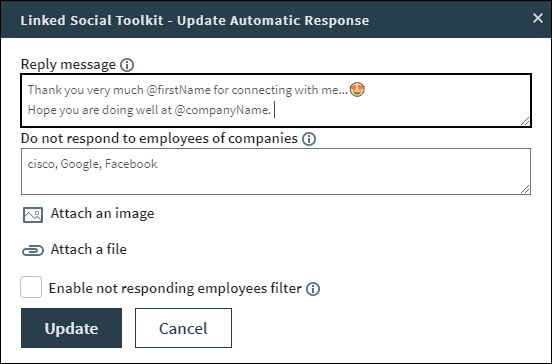 Linked Social Toolkit - Update Automatic Response
Reply message
Thank you very much @firstName for connecting with me...🤩
Hope you are doing well at @companyName.
Do not respond to employees of companies
cisco, Google, Facebook
Attach an image
Attach a file
Enable not responding employees filter
Update
Cancel